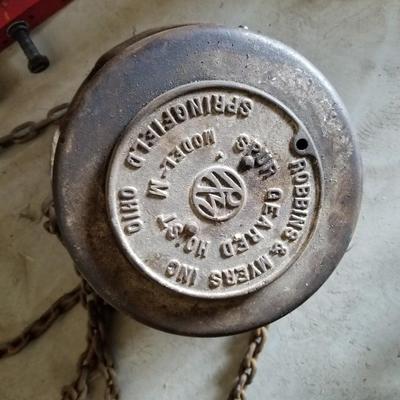 ROBBINS & MYERS INC
SPRINGFIELD OHIO
SPUR GEARED HOIST
MODEL-M